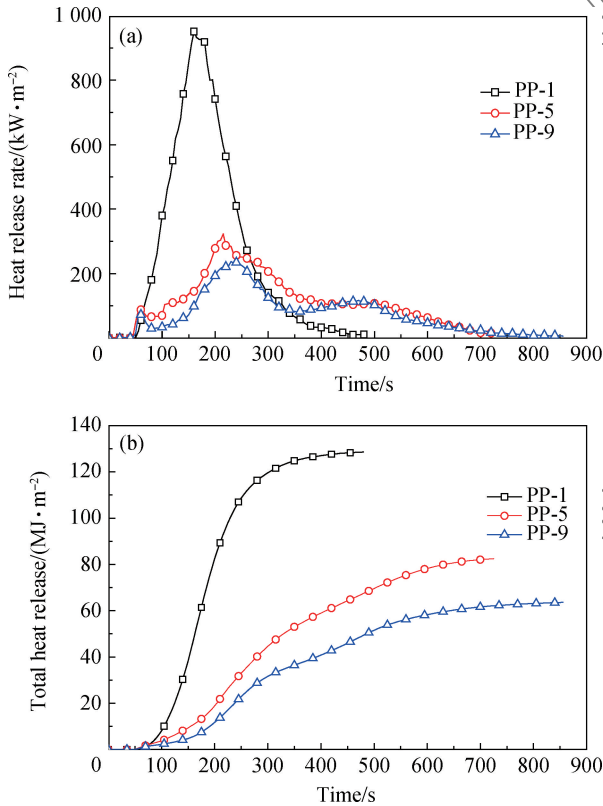 1 000
(a)
PP-1
PP-5
PP-9
800
600
400
200
Heat release rate/(kW·m⁻²)
0 100 200 300 400 500 600 700 800 900
Time/s
140
(b)
PP-1
PP-5
PP-9
120
100
80
60
40
20
Total heat release/(MJ·m⁻²)
0 100 200 300 400 500 600 700 800 900
Time/s